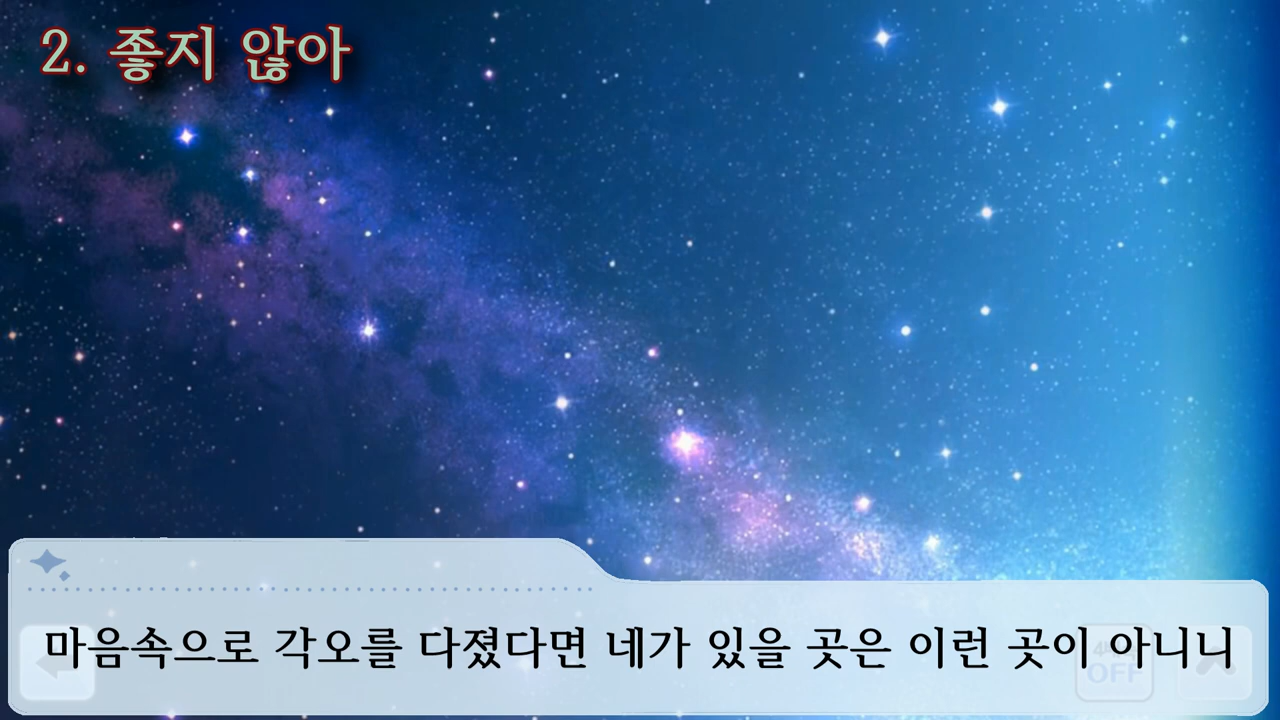 2. 좋지 않아
마음속으로 각오를 다졌다면 네가 있을 곳은 이런 곳이 아니니
OFF